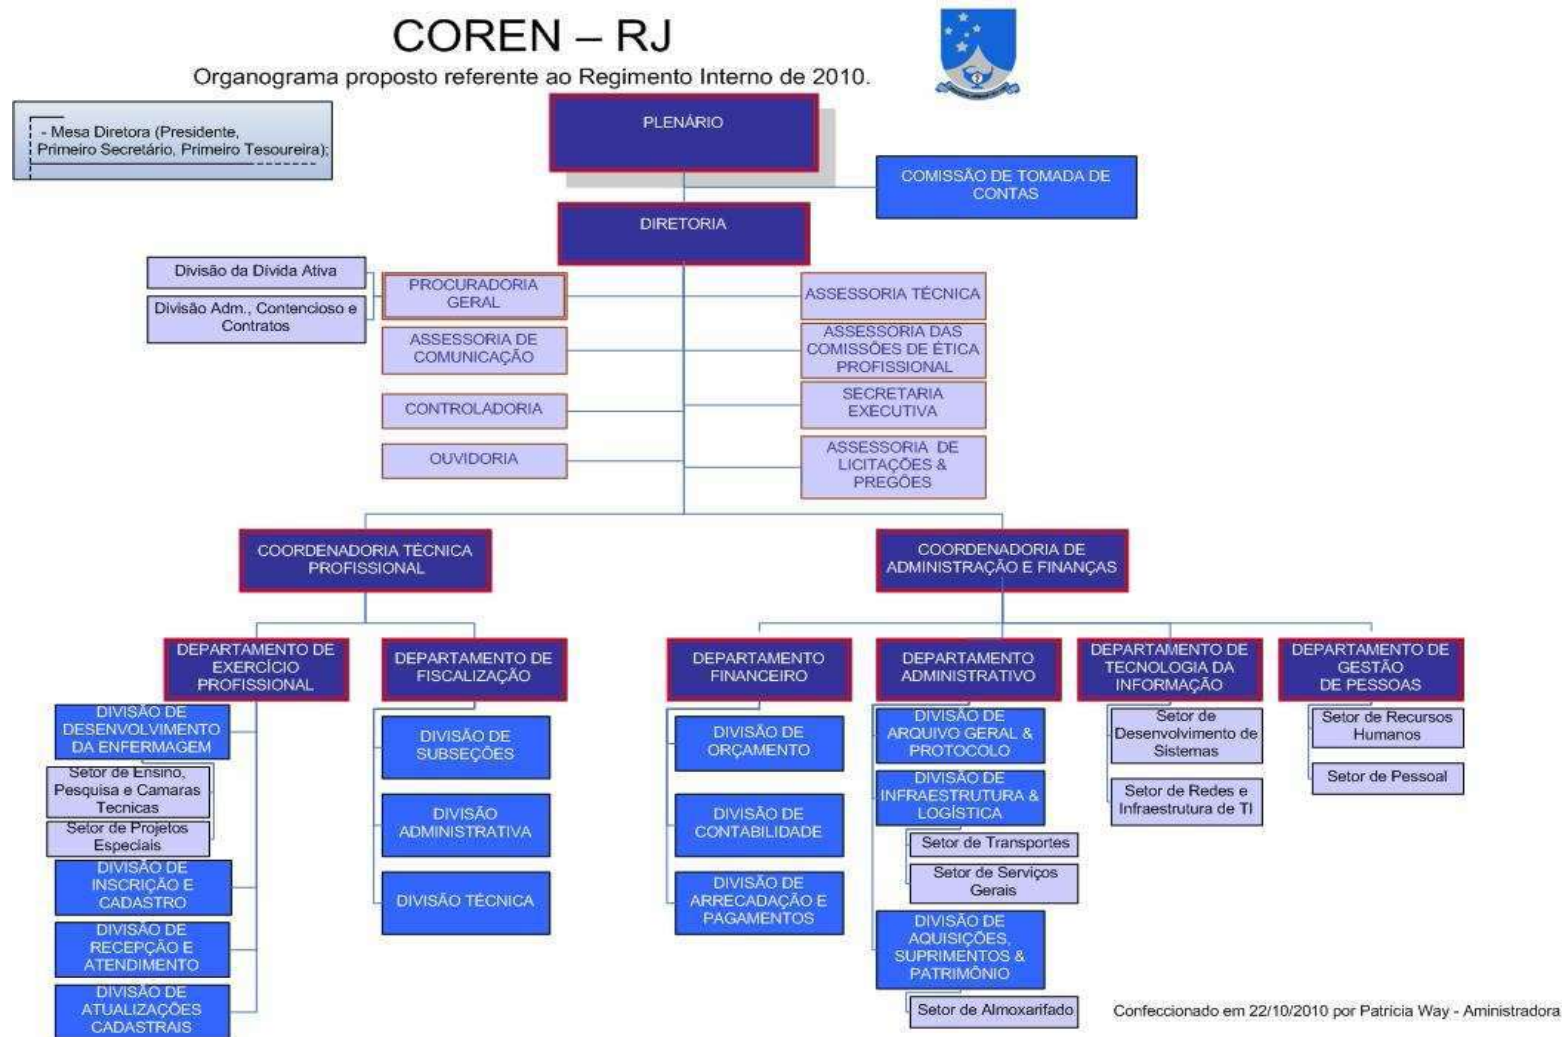 COREN – RJ
Organograma proposto referente ao Regimento Interno de 2010.
- Mesa Diretora (Presidente,
Primeiro Secretário, Primeiro Tesoureira);
PLENÁRIO
COMISSÃO DE TOMADA DE
CONTAS
DIRETORIA
Divisão da Dívida Ativa
Divisão Adm., Contencioso e
Contratos
PROCURADORIA
GERAL
ASSESSORIA TÉCNICA
ASSESSORIA DE
COMUNICAÇÃO
ASSESSORIA DAS
COMISSÕES DE ÉTICA
PROFISSIONAL
CONTROLADORIA
SECRETARIA
EXECUTIVA
OUVIDORIA
ASSESSORIA DE
LICITAÇÕES &
PREGÕES
COORDENADORIA TÉCNICA
PROFISSIONAL
COORDENADORIA DE
ADMINISTRAÇÃO E FINANÇAS
DEPARTAMENTO DE
EXERCÍCIO
PROFISSIONAL
DEPARTAMENTO DE
FISCALIZAÇÃO
DEPARTAMENTO
FINANCEIRO
DEPARTAMENTO
ADMINISTRATIVO
DEPARTAMENTO DE
TECNOLOGIA DA
INFORMAÇÃO
DEPARTAMENTO DE
GESTÃO
DE PESSOAS
DIVISÃO DE
DESENVOLVIMENTO
DA ENFERMAGEM
Setor de Ensino,
Pesquisa e Camaras
Tecnicas
Setor de Projetos
Especiais
DIVISÃO DE
INSCRIÇÃO E
CADASTRO
DIVISÃO DE
RECEPÇÃO E
ATENDIMENTO
DIVISÃO DE
ATUALIZAÇÕES
CADASTRAIS
DIVISÃO DE
SUBSEÇÕES
DIVISÃO
ADMINISTRATIVA
DIVISÃO TÉCNICA
DIVISÃO DE
ORÇAMENTO
DIVISÃO DE
CONTABILIDADE
DIVISÃO DE
ARRECADAÇÃO E
PAGAMENTOS
DIVISÃO DE
ARQUIVO GERAL &
PROTOCOLO
DIVISÃO DE
INFRAESTRUTURA &
LOGÍSTICA
Setor de Transportes
Setor de Serviços
Gerais
DIVISÃO DE
AQUISIÇÕES,
SUPRIMENTOS &
PATRIMÔNIO
Setor de Almoxarifado
Setor de
Desenvolvimento de
Sistemas
Setor de Redes e
Infraestrutura de TI
Setor de Recursos
Humanos
Setor de Pessoal
Confeccionado em 22/10/2010 por Patrícia Way - Aministradora